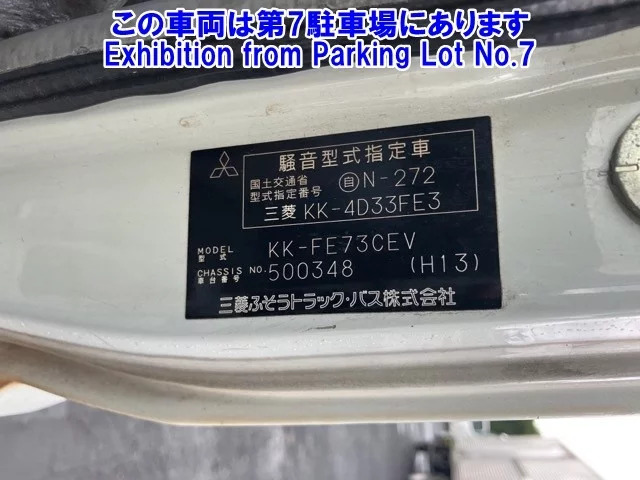 この車両は第7駐車場にあります
Exhibition from Parking Lot No.7
騒音型式指定車
国土交通省
型式指定番号
自N-272
三菱 KK-4D33FE3
MODEL
型式
KK-FE73CEV
CHASSIS NO.
車台番号
500348 (H13)
三菱ふそうトラック・バス株式会社